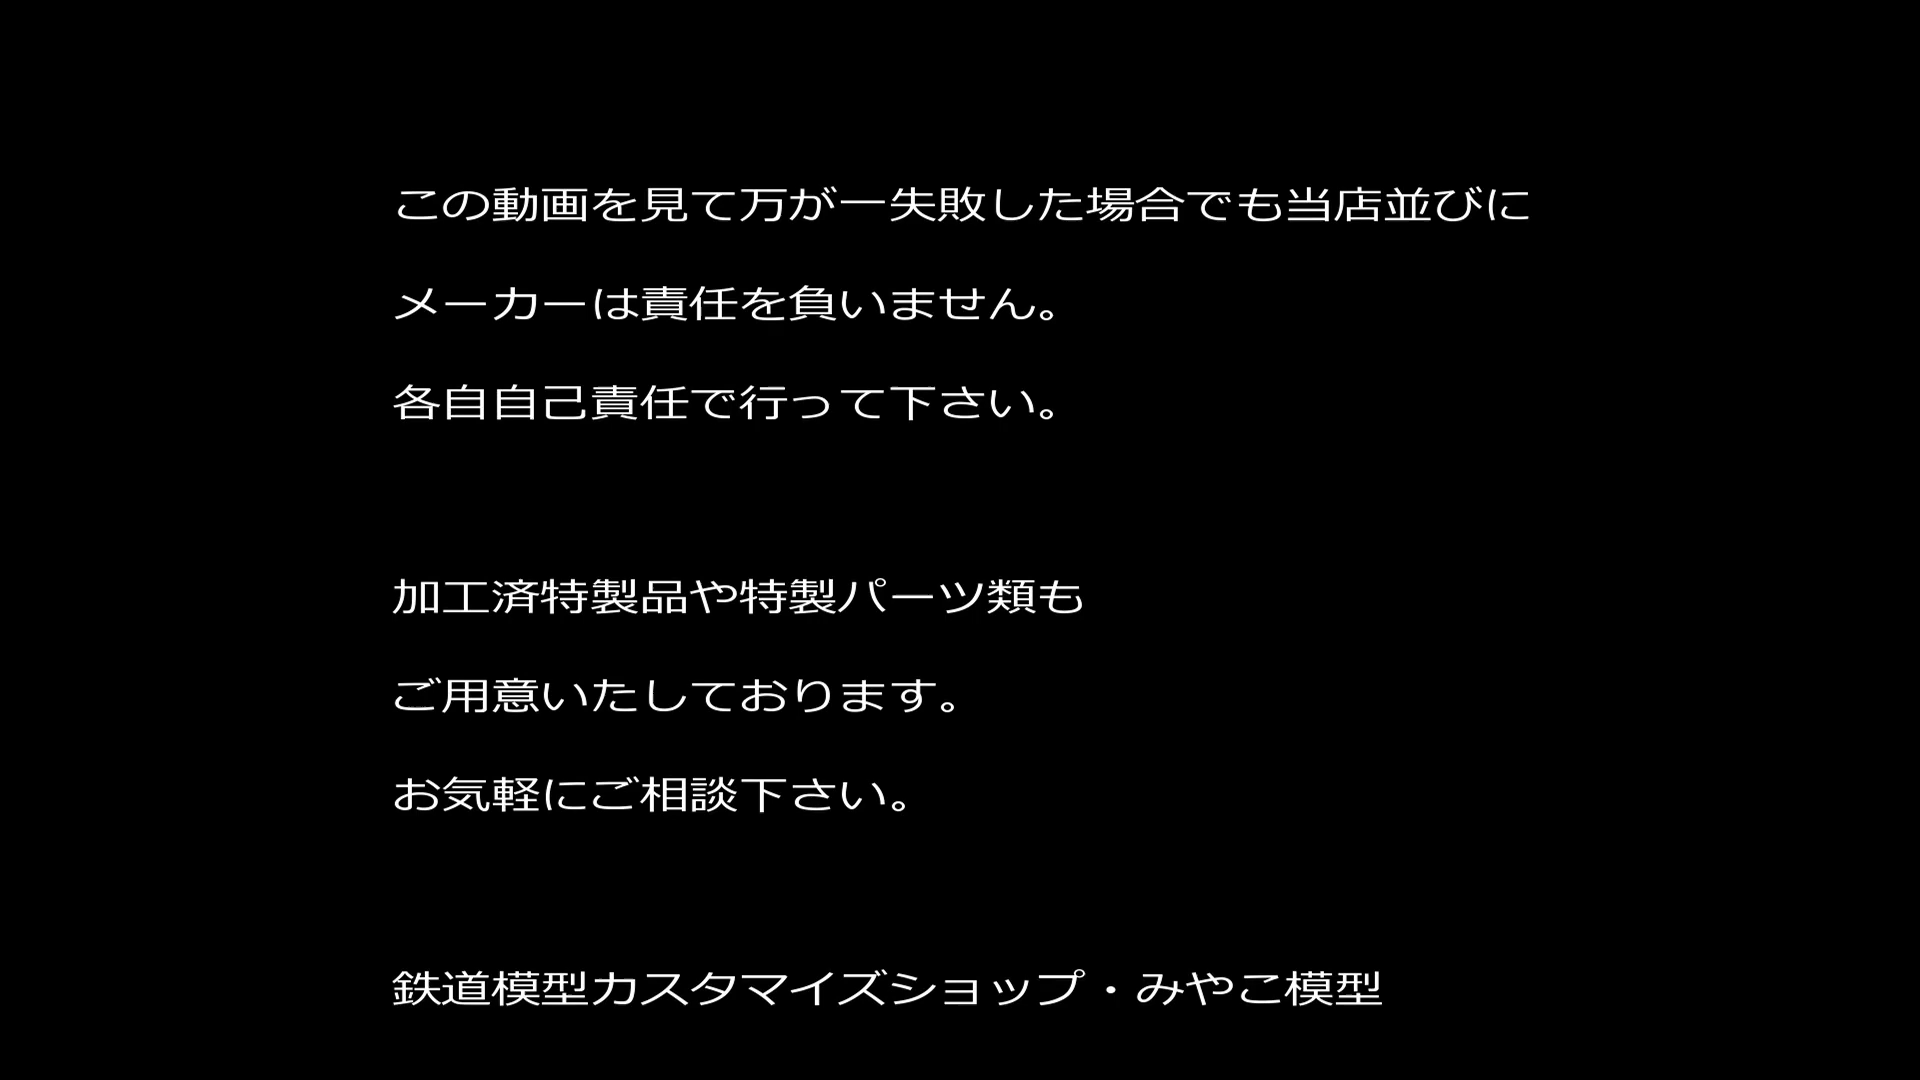 この動画を見て万が一失敗した場合でも当店並びに
メーカーは責任を負いません。
各自自己責任で行って下さい。
加工済特製品や特製パーツ類も
ご用意いたしております。
お気軽にご相談下さい。
鉄道模型カスタマイズショップ・みやこ模型